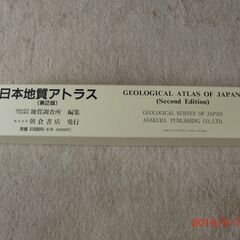 日本地質アトラス
(第2版)
地質調査所 編集
朝倉書店 発行
GEOLOGICAL ATLAS OF JAPAN
(Second Edition)
GEOLOGICAL SURVEY OF JAPAN
ASAKURA PUBLISHING CO.,LTD.